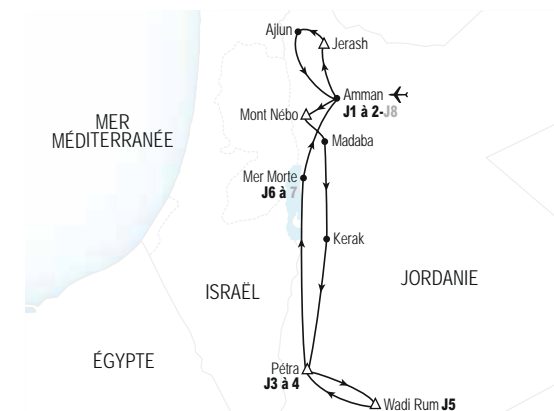 Ajlun
Jerash
Amman
J1 à 2-J8
Mont Nébo
MER
MÉDITERRANÉE
Madaba
Mer Morte
J6 à 7
Kerak
JORDANIE
ISRAËL
ÉGYPTE
Pétra
J3 à 4
Wadi Rum J5